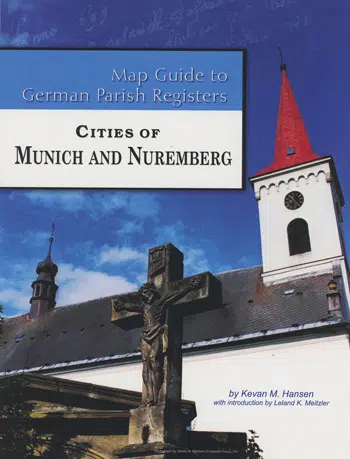 Map Guide to
German Parish Registers
CITIES OF
MUNICH AND NUREMBERG
by Kevan M. Hansen
with introduction by Leland K. Meitzler